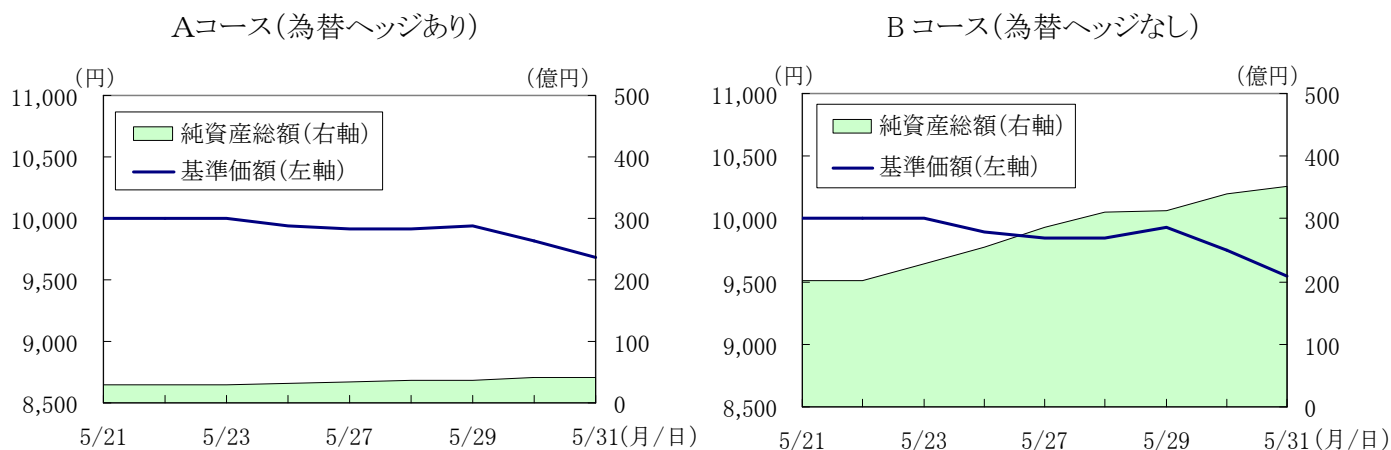 Aコース(為替ヘッジあり)
(円)
(億円)
11,000
10,500
10,000
9,500
9,000
8,500
純資産総額(右軸)
基準価額(左軸)
500
400
300
200
100
0
5/21
5/23
5/27
5/29
5/31(月/日)
Bコース(為替ヘッジなし)
(円)
(億円)
11,000
10,500
10,000
9,500
9,000
8,500
純資産総額(右軸)
基準価額(左軸)
500
400
300
200
100
0
5/21
5/23
5/27
5/29
5/31(月/日)